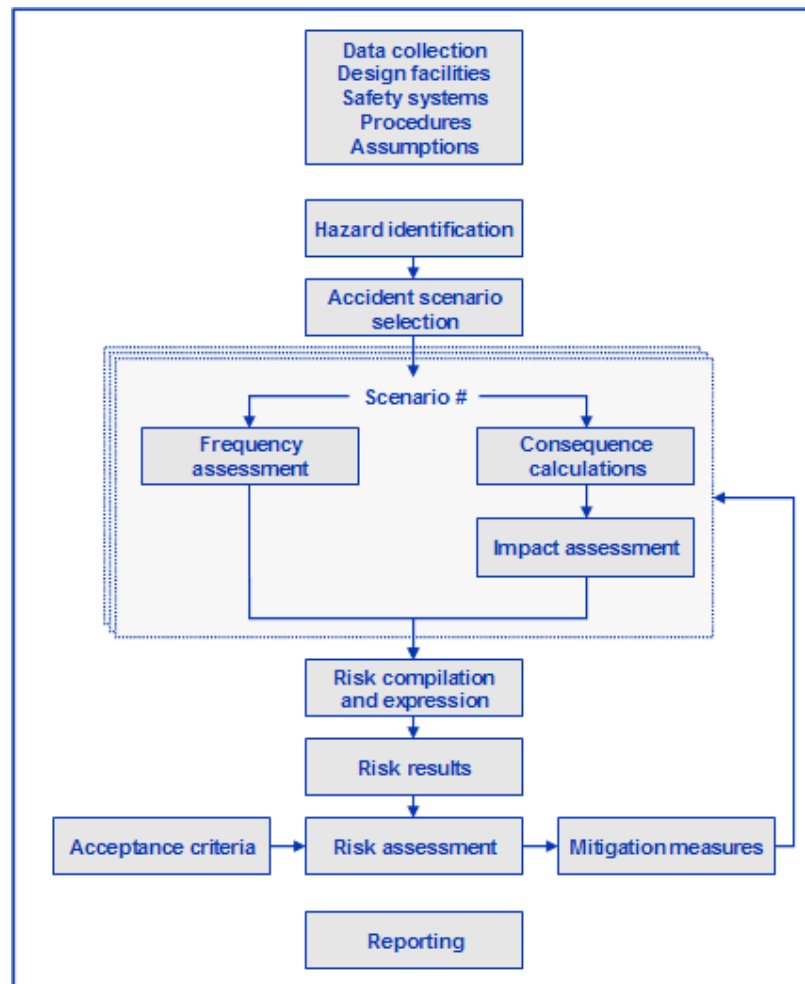 Data collection
Design facilities
Safety systems
Procedures
Assumptions
Hazard identification
Accident scenario
selection
Scenario #
Frequency
assessment
Consequence
calculations
Impact assessment
Risk compilation
and expression
Risk results
Acceptance criteria
Risk assessment
Mitigation measures
Reporting